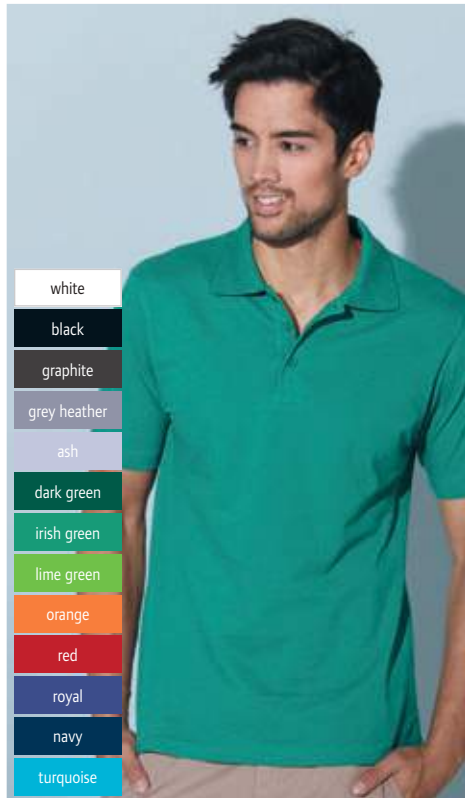 white
black
graphite
grey heather
ash
dark green
irish green
lime green
orange
red
royal
navy
turquoise